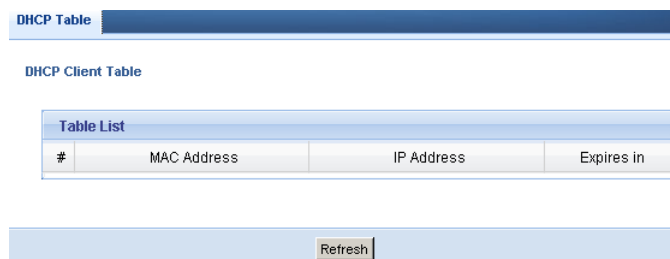 DHCP Table
DHCP Client Table
Table List
# MAC Address IP Address Expires in
Refresh